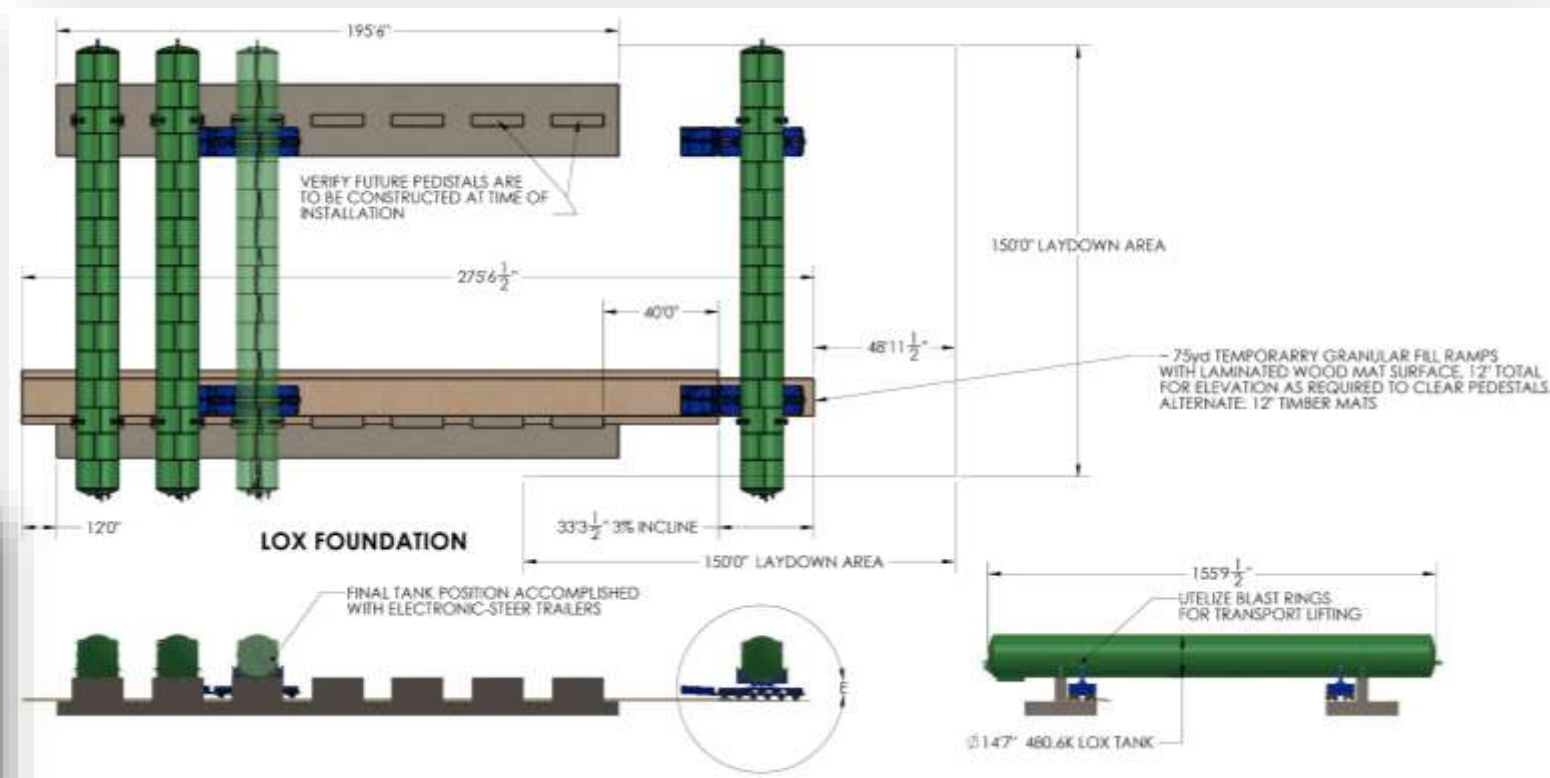 195'6"
VERIFY FUTURE PEDISTALS ARE
TO BE CONSTRUCTED AT TIME OF
INSTALLATION
150'0" LAYDOWN AREA
275'6 1/2"
40'0"
48'11 1/2"
~ 75yd TEMPORARRY GRANULAR FILL RAMPS
WITH LAMINATED WOOD MAT SURFACE, 12" TOTAL
FOR ELEVATION AS REQUIRED TO CLEAR PEDESTALS.
ALTERNATE: 12" TIMBER MATS
12'0"
33'3 1/2" 3% INCLINE
LOX FOUNDATION
150'0" LAYDOWN AREA
FINAL TANK POSITION ACCOMPLISHED
WITH ELECTRONIC-STEER TRAILERS
E
155'9 1/2"
UTELIZE BLAST RINGS
FOR TRANSPORT LIFTING
Ø14'7" 480.6K LOX TANK